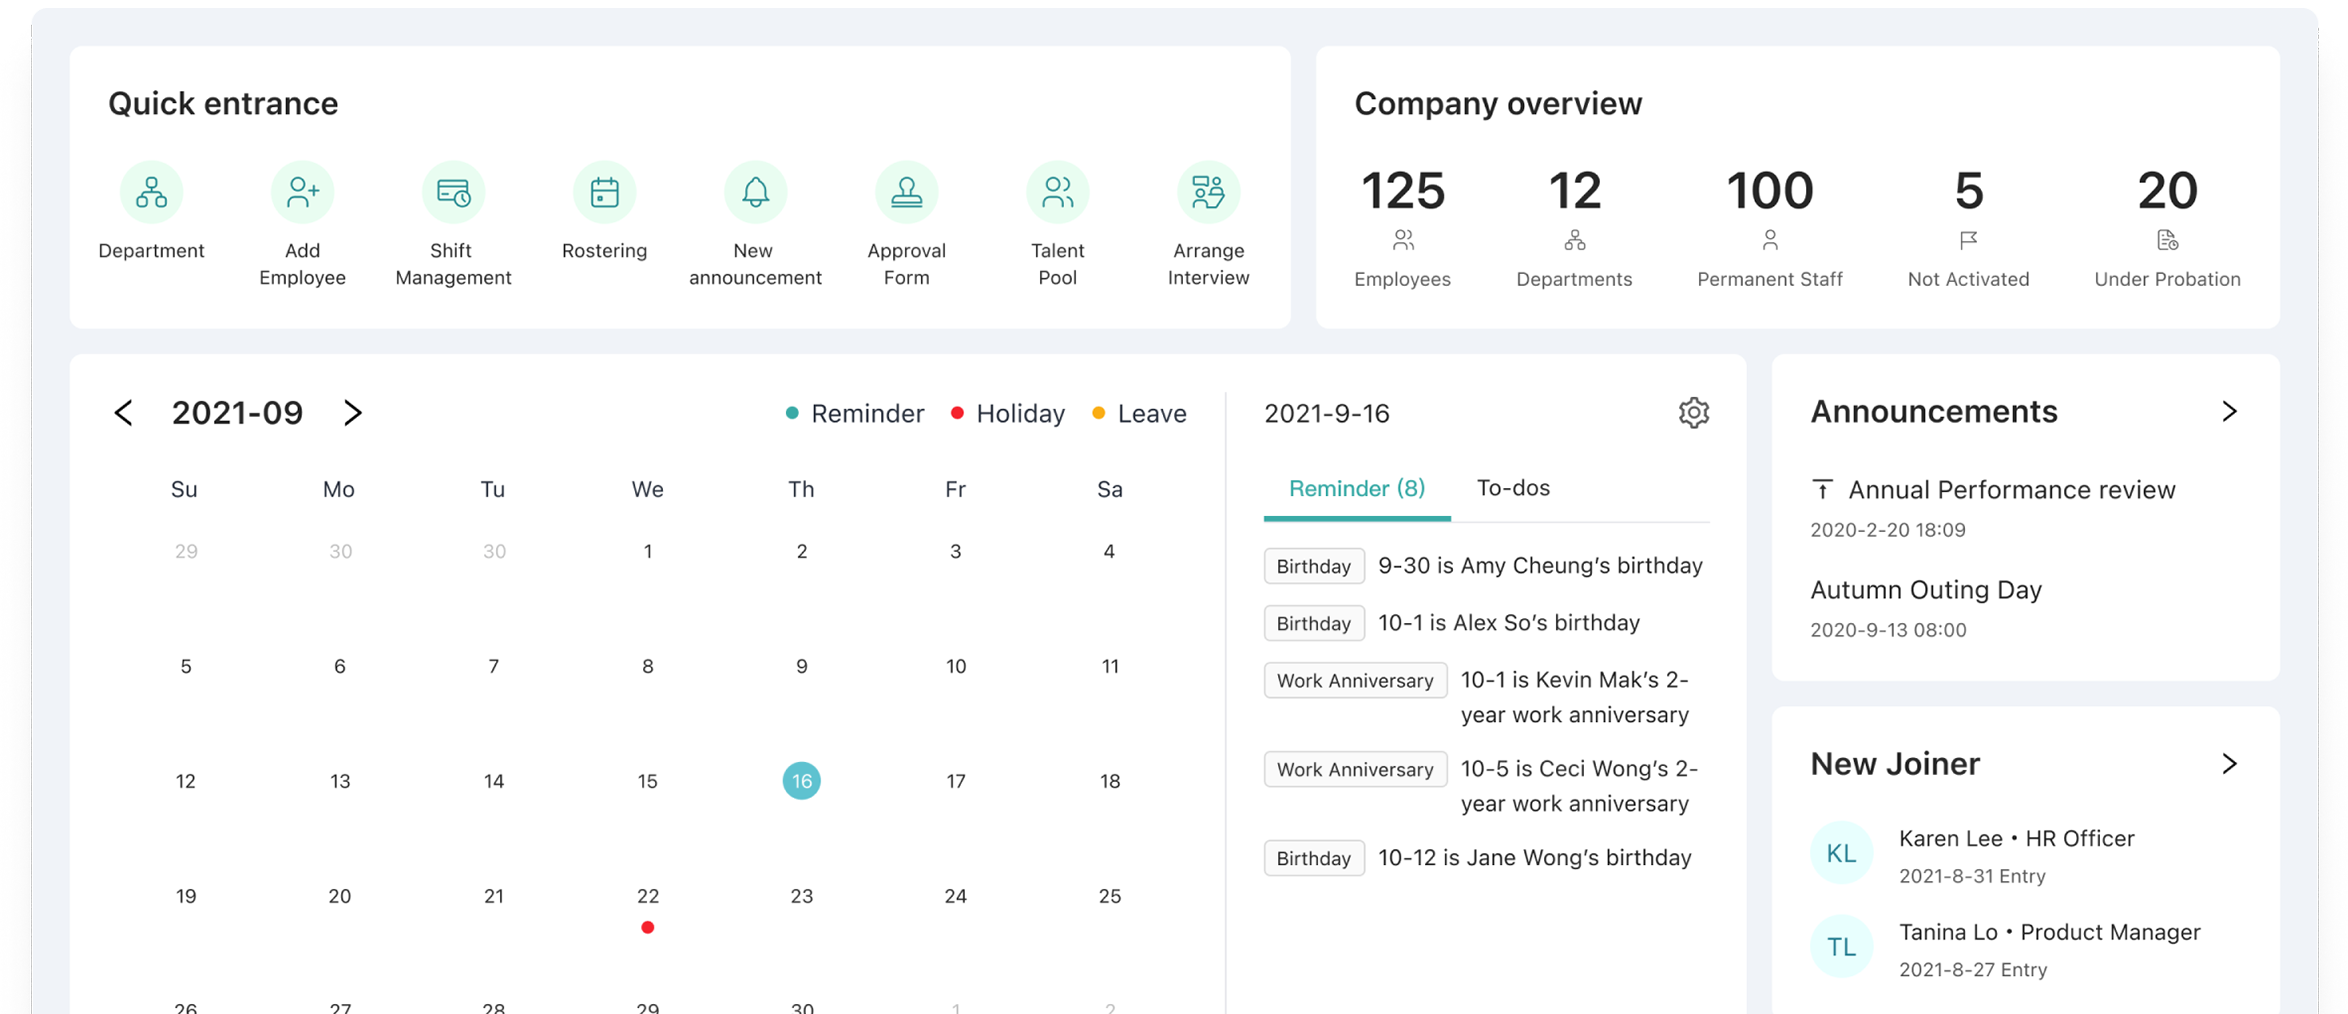 Quick entrance
Department
Add
Employee
Shift
Management
Rostering
New
announcement
Approval
Form
Talent
Pool
Arrange
Interview
Company overview
125
Employees
12
Departments
100
Permanent Staff
5
Not Activated
20
Under Probation
2021-09
Reminder
Holiday
Leave
Su Mo Tu We Th Fr Sa
29 30 30 1 2 3 4
5 6 7 8 9 10 11
12 13 14 15 16 17 18
19 20 21 22 23 24 25
26 27 28 29 30 1 2
2021-9-16
Reminder (8) To-dos
Birthday 9-30 is Amy Cheung’s birthday
Birthday 10-1 is Alex So’s birthday
Work Anniversary 10-1 is Kevin Mak’s 2-
year work anniversary
Work Anniversary 10-5 is Ceci Wong’s 2-
year work anniversary
Birthday 10-12 is Jane Wong’s birthday
Announcements
Annual Performance review
2020-2-20 18:09
Autumn Outing Day
2020-9-13 08:00
New Joiner
KL
Karen Lee • HR Officer
2021-8-31 Entry
TL
Tanina Lo • Product Manager
2021-8-27 Entry